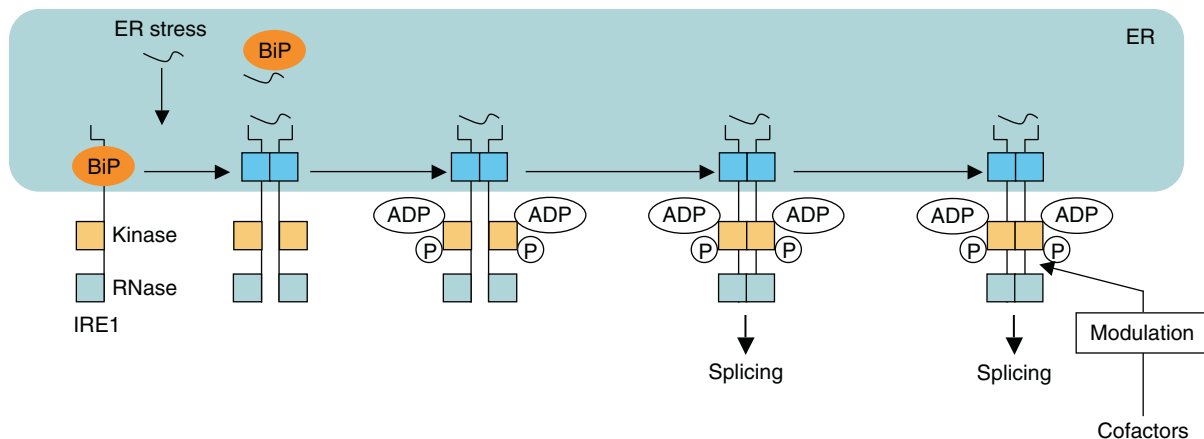 ER stress
BiP
ER
BiP
ADP
ADP
ADP
ADP
ADP
ADP
Kinase
P
P
P
P
P
P
RNase
IRE1
Modulation
Splicing
Splicing
Cofactors